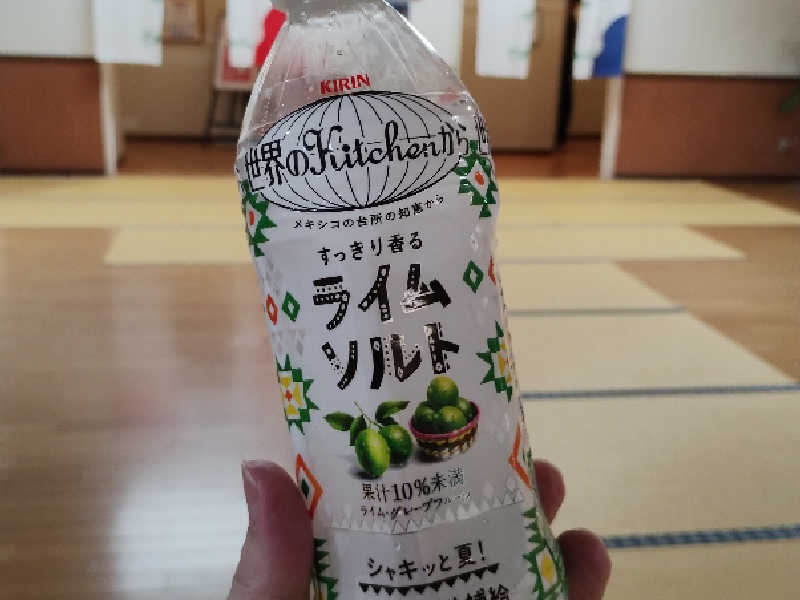 KIRIN
世界のKitchenから
メキシコの台所の知恵から
すっきり香る
ライム
ソルト
果汁10%未満
ライム・グレープフルーツ
シャキッと夏!